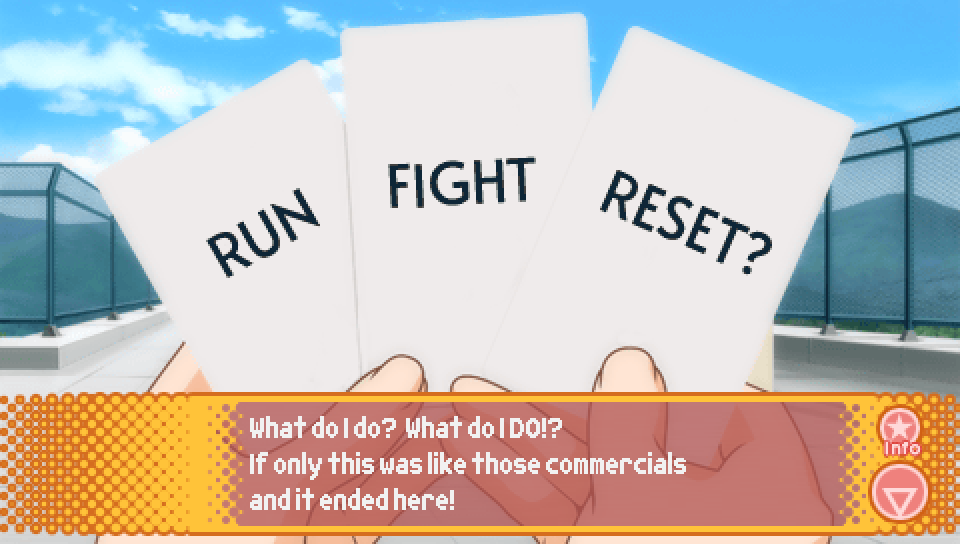 RUN
FIGHT
RESET?
What do I do? What do I DO!?
If only this was like those commercials
and it ended here!
Info